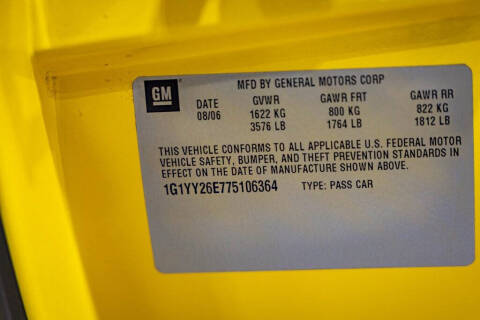 GM
MFD BY GENERAL MOTORS CORP
DATE GVWR GAWR FRT GAWR RR
08/06 1622 KG 800 KG 822 KG
3576 LB 1764 LB 1812 LB
THIS VEHICLE CONFORMS TO ALL APPLICABLE U.S. FEDERAL MOTOR
VEHICLE SAFETY, BUMPER, AND THEFT PREVENTION STANDARDS IN
EFFECT ON THE DATE OF MANUFACTURE SHOWN ABOVE.
1G1YY26E775106364 TYPE: PASS CAR